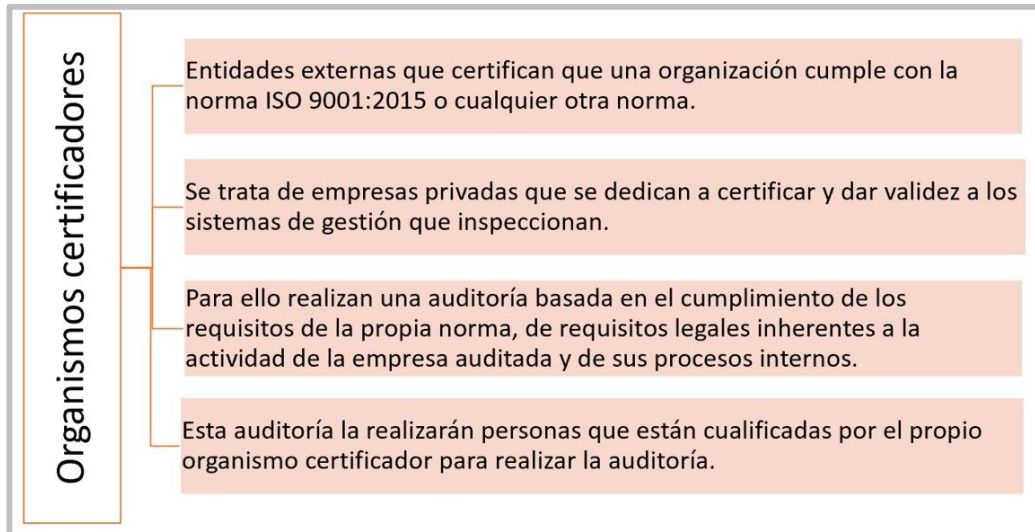 Organismos certificadores
Entidades externas que certifican que una organización cumple con la
norma ISO 9001:2015 o cualquier otra norma.
Se trata de empresas privadas que se dedican a certificar y dar validez a los
sistemas de gestión que inspeccionan.
Para ello realizan una auditoría basada en el cumplimiento de los
requisitos de la propia norma, de requisitos legales inherentes a la
actividad de la empresa auditada y de sus procesos internos.
Esta auditoría la realizarán personas que están cualificadas por el propio
organismo certificador para realizar la auditoría.